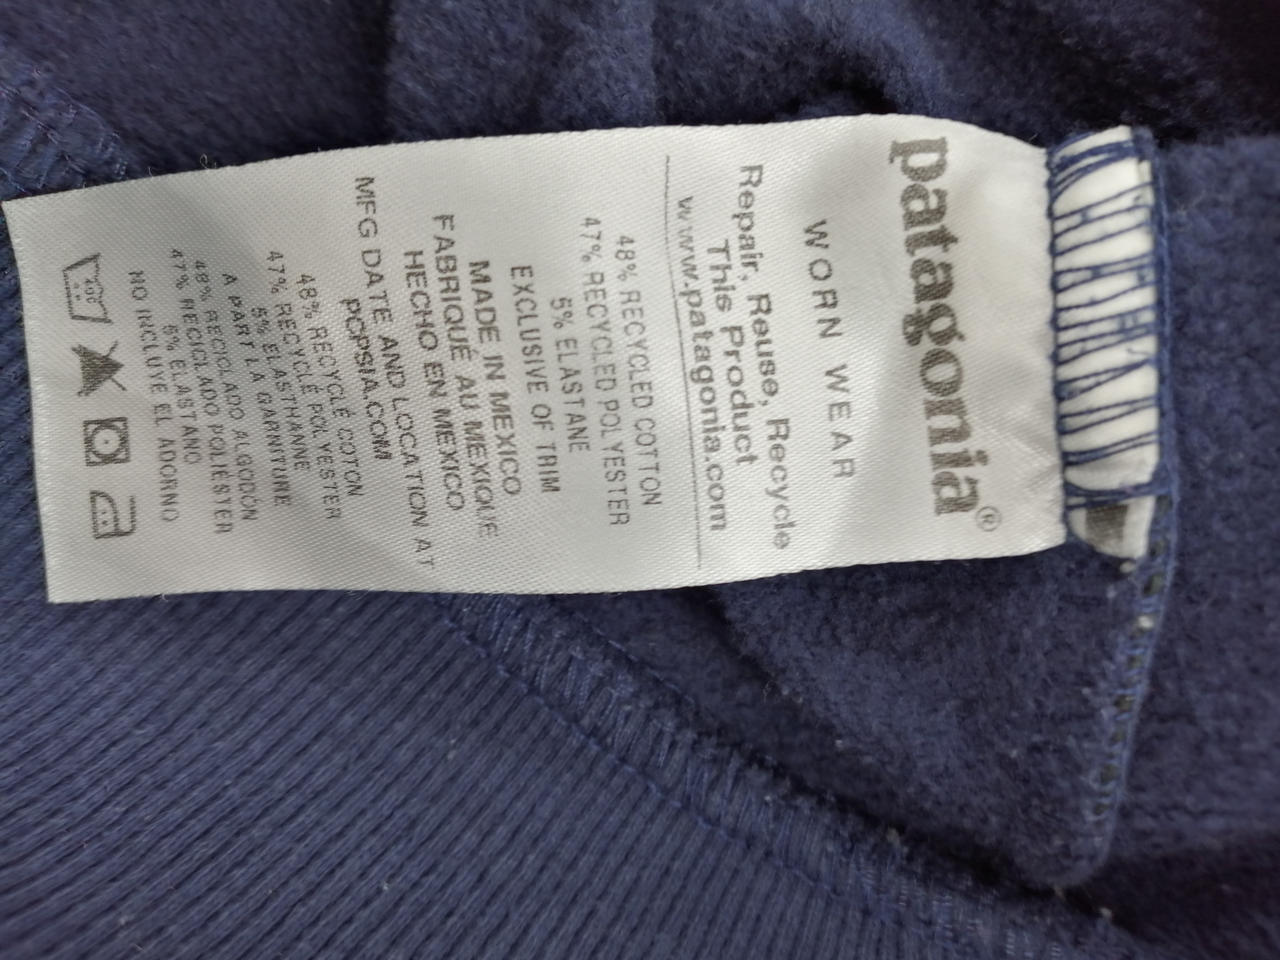 patagonia®
WORN WEAR
Repair, Reuse, Recycle
This Product
www.patagonia.com
48% RECYCLED COTTON
47% RECYCLED POLYESTER
5% ELASTANE
EXCLUSIVE OF TRIM
MADE IN MEXICO
FABRIQUÉ AU MEXIQUE
HECHO EN MEXICO
MFG DATE AND LOCATION AT
PCPSIA.COM
48% RECYCLÉ COTON
47% RECYCLÉ POLYESTER
5% ELASTHANNE
A PART LA GARNITURE
48% RECICLADO ALGODÓN
47% RECICLADO POLIÉSTER
5% ELASTANO
NO INCLUYE EL ADORNO
40C